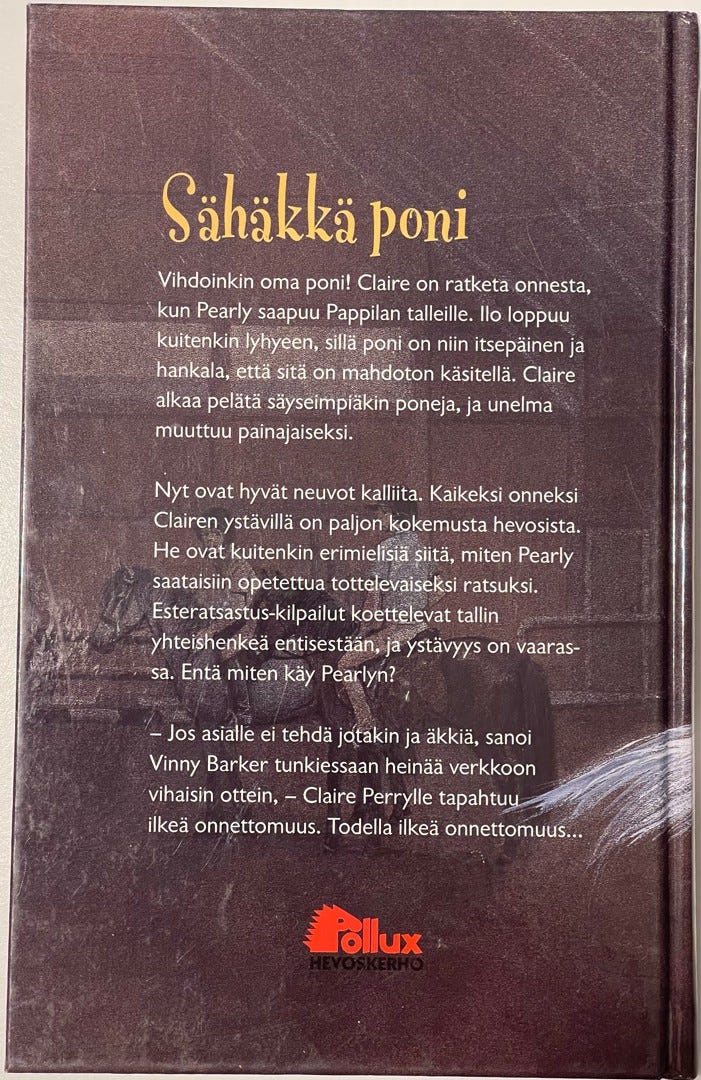 Sähäkkä poni
Vihdoinkin oma poni! Claire on ratketa onnesta,
kun Pearly saapuu Pappilan talleille. Ilo loppuu
kuitenkin lyhyeen, sillä poni on niin itsepäinen ja
hankala, että sitä on mahdoton käsitellä. Claire
alkaa pelätä säyseimpiäkin poneja, ja unelma
muuttuu painajaiseksi.
Nyt ovat hyvät neuvot kalliita. Kaikeksi onneksi
Clairen ystävillä on paljon kokemusta hevosista.
He ovat kuitenkin erimielisiä siitä, miten Pearly
saataisiin opetettua tottelevaiseksi ratsuksi.
Esteratsastus-kilpailut koettelevat tallin
yhteishenkeä entisestään, ja ystävyys on vaaras-
sa. Entä miten käy Pearlyn?
– Jos asialle ei tehdä jotakin ja äkkiä, sanoi
Vinny Barker tunkiessaan heinää verkkoon
vihaisin ottein, – Claire Perrylle tapahtuu
ilkeä onnettomuus. Todella ilkeä onnettomuus...
Pollux
HEVOSKERHO